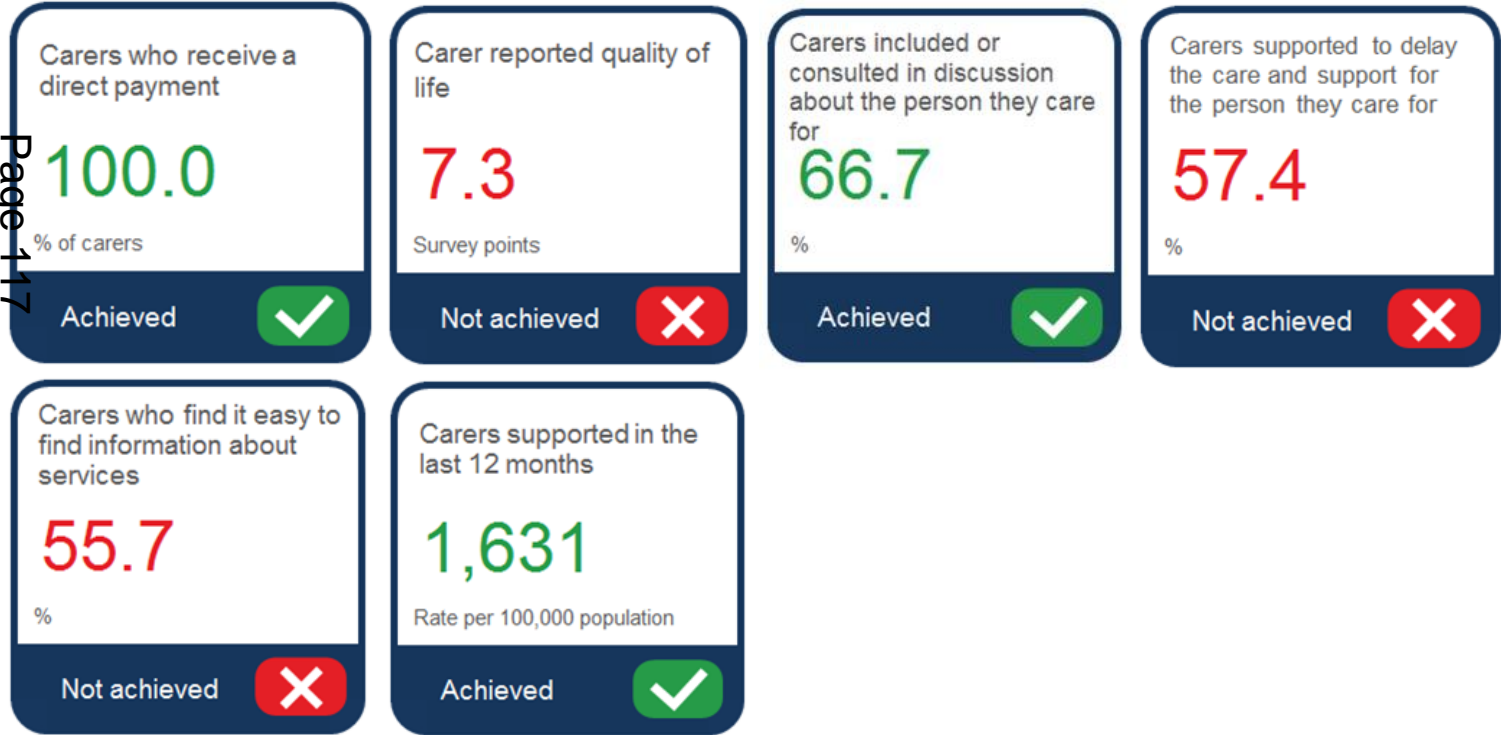 Carers who receive a
direct payment
100.0
% of carers
Achieved
Carer reported quality of
life
7.3
Survey points
Not achieved
Carers included or
consulted in discussion
about the person they care
for
66.7
%
Achieved
Carers supported to delay
the care and support for
the person they care for
57.4
%
Not achieved
Page 117
Carers who find it easy to
find information about
services
55.7
%
Not achieved
Carers supported in the
last 12 months
1,631
Rate per 100,000 population
Achieved